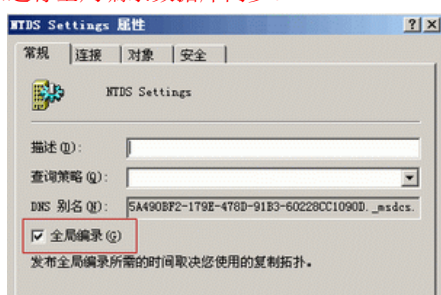 NTDS Settings 属性
常规 连接 对象 安全
NTDS Settings
描述(D):
查询策略(Q):
DNS 别名(N): 5A490BF2-179E-478D-91B3-60228CC1090D._msdcs.
全局编录(G)
发布全局编录所需的时间取决您使用的复制拓扑。